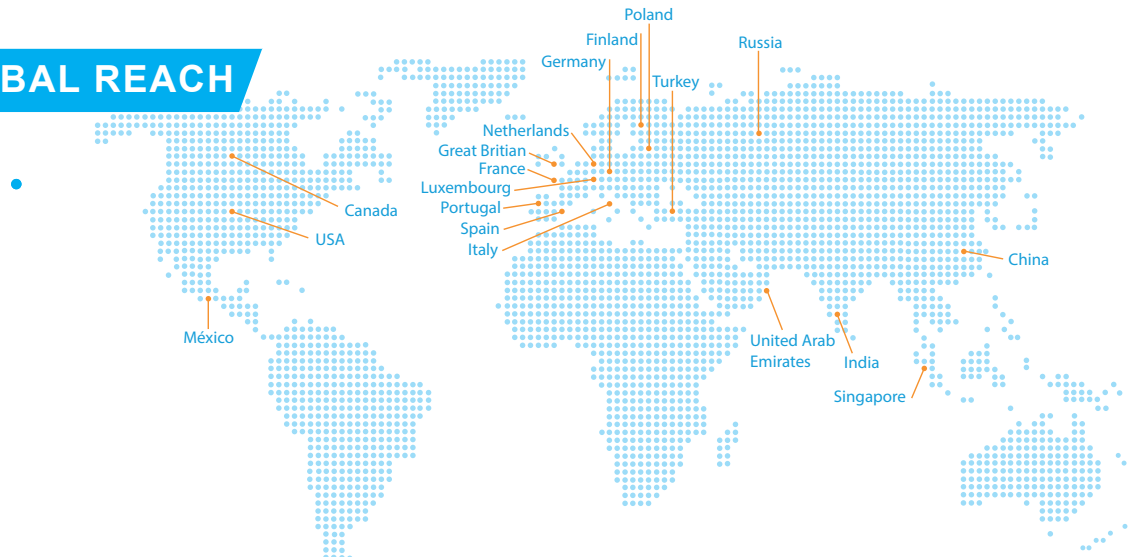 BAL REACH
Poland
Finland
Russia
Germany
Turkey
Netherlands
Great Britian
France
Luxembourg
Portugal
Spain
Italy
Canada
USA
China
México
United Arab
Emirates
India
Singapore